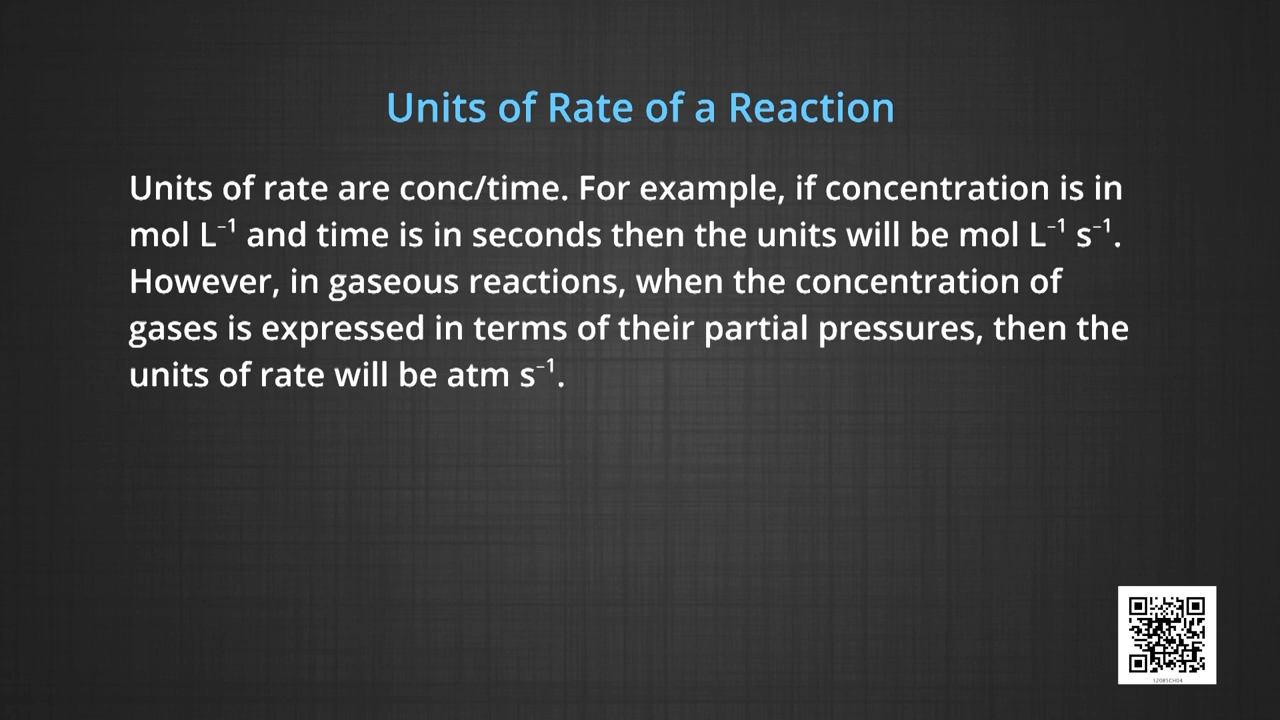 Units of Rate of a Reaction
Units of rate are conc/time. For example, if concentration is in
mol L⁻¹ and time is in seconds then the units will be mol L⁻¹ s⁻¹.
However, in gaseous reactions, when the concentration of
gases is expressed in terms of their partial pressures, then the
units of rate will be atm s⁻¹.
12085CH04